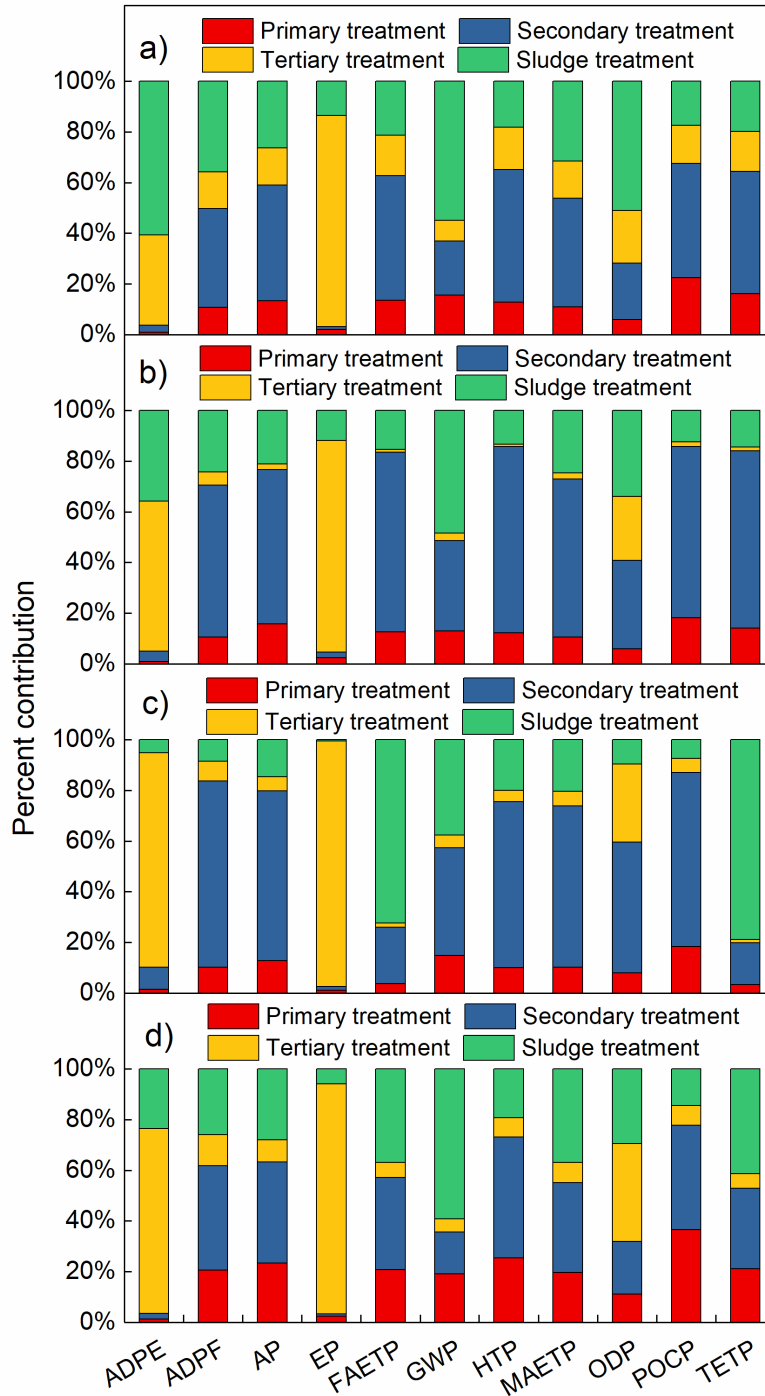 a)
Primary treatment
Secondary treatment
Tertiary treatment
Sludge treatment
100%
80%
60%
40%
20%
0%
b)
Primary treatment
Secondary treatment
Tertiary treatment
Sludge treatment
100%
80%
60%
40%
20%
0%
Percent contribution
c)
Primary treatment
Secondary treatment
Tertiary treatment
Sludge treatment
100%
80%
60%
40%
20%
0%
d)
Primary treatment
Secondary treatment
Tertiary treatment
Sludge treatment
100%
80%
60%
40%
20%
0%
ADPE
ADPF
AP
EP
FAETP
GWP
HTP
MAETP
ODP
POCP
TETP